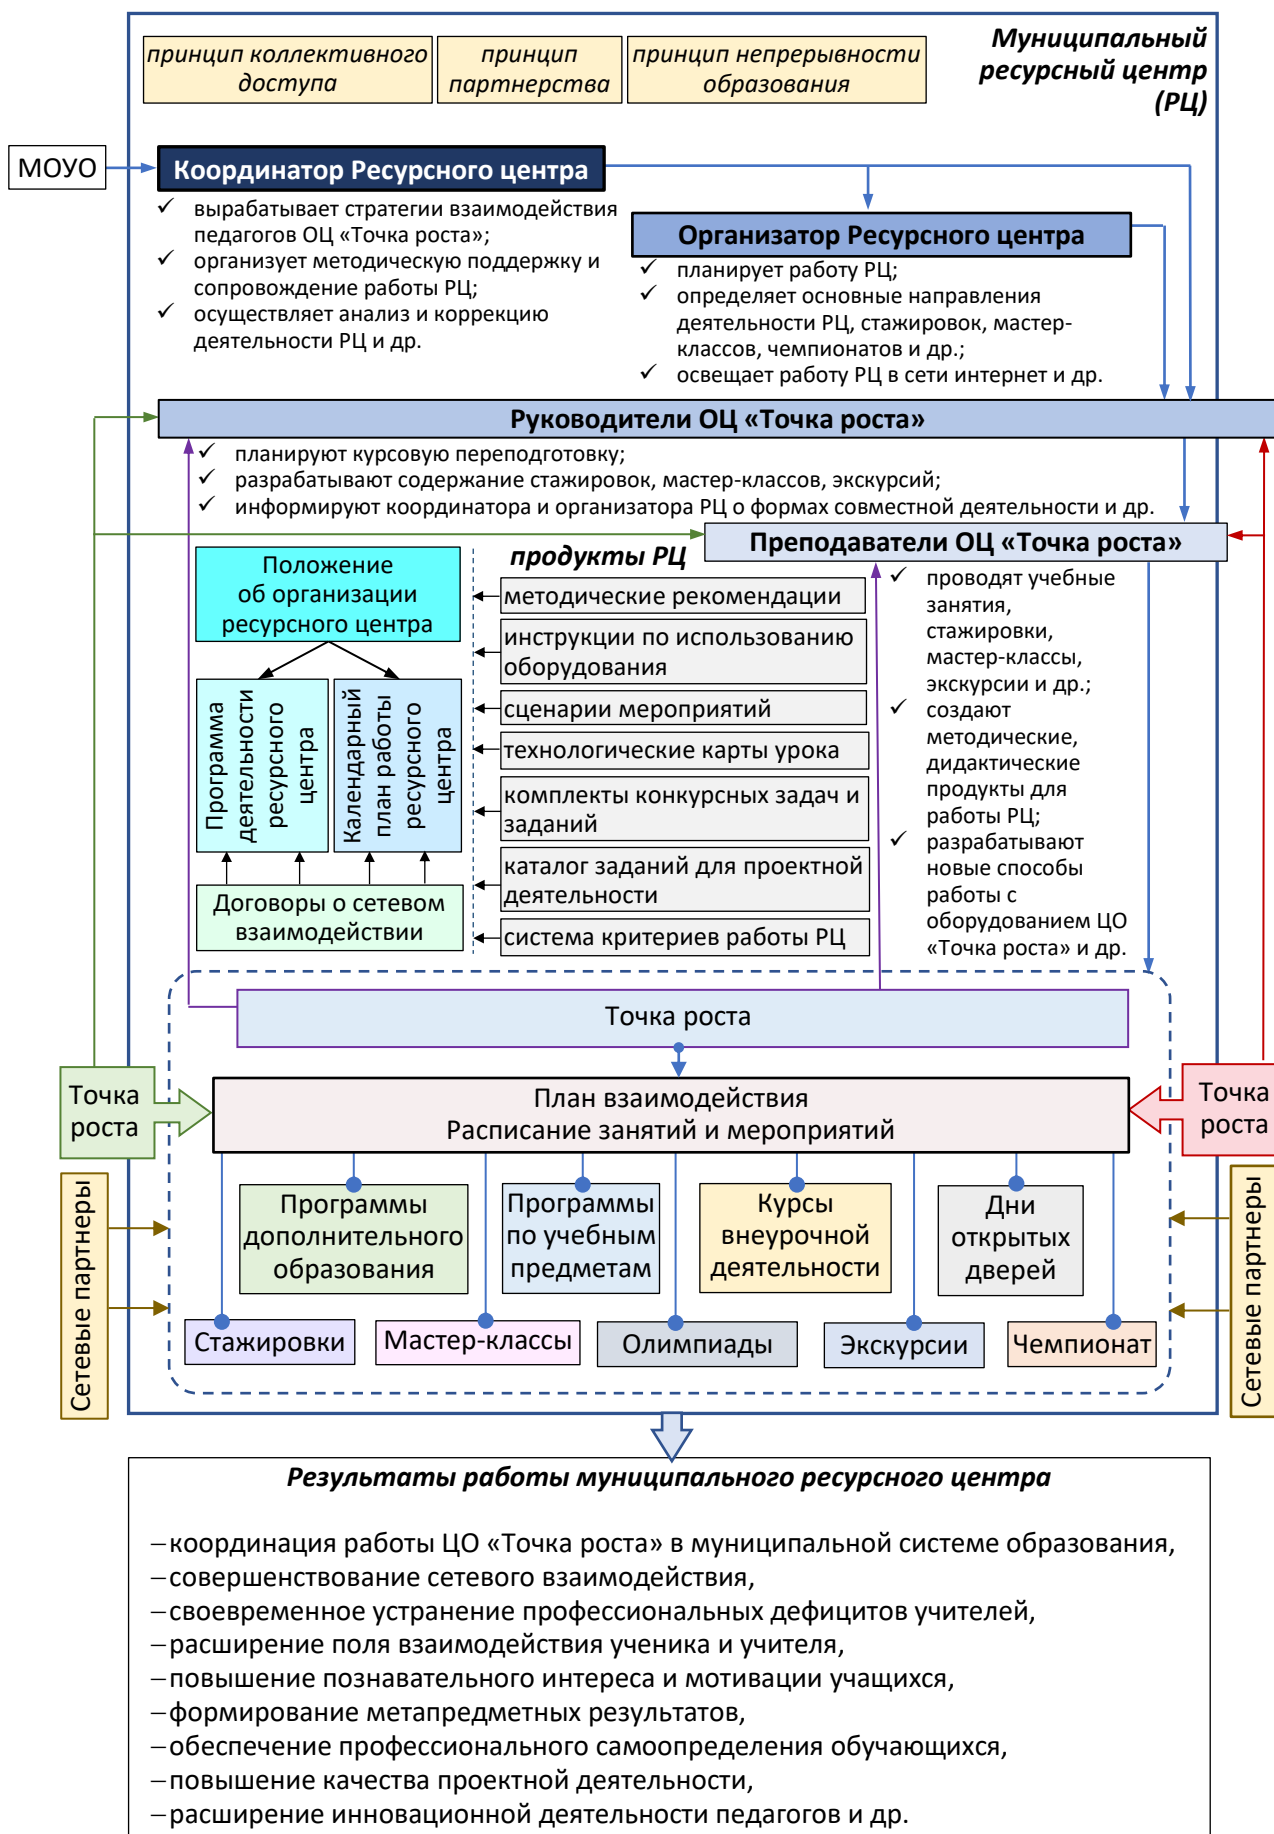 принцип коллективного
доступа
принцип
партнерства
принцип непрерывности
образования
Муниципальный
ресурсный центр
(РЦ)
МОУО
Координатор Ресурсного центра
✓ вырабатывает стратегии взаимодействия
педагогов ОЦ «Точка роста»;
✓ организует методическую поддержку и
сопровождение работы РЦ;
✓ осуществляет анализ и коррекцию
деятельности РЦ и др.
Организатор Ресурсного центра
✓ планирует работу РЦ;
✓ определяет основные направления
деятельности РЦ, стажировок, мастер-
классов, чемпионатов и др.;
✓ освещает работу РЦ в сети интернет и др.
Руководители ОЦ «Точка роста»
✓ планируют курсовую переподготовку;
✓ разрабатывают содержание стажировок, мастер-классов, экскурсий;
✓ информируют координатора и организатора РЦ о формах совместной деятельности и др.
Преподаватели ОЦ «Точка роста»
✓ проводят учебные
занятия,
стажировки,
мастер-классы,
экскурсии и др.;
✓ создают
методические,
дидактические
продукты для
работы РЦ;
✓ разрабатывают
новые способы
работы с
оборудованием ЦО
«Точка роста» и др.
Положение
об организации
ресурсного центра
Программа
деятельности
ресурсного
центра
Календарный
план работы
ресурсного
центра
Договоры о сетевом
взаимодействии
продукты РЦ
методические рекомендации
инструкции по использованию
оборудования
сценарии мероприятий
технологические карты урока
комплекты конкурсных задач и
заданий
каталог заданий для проектной
деятельности
система критериев работы РЦ
Точка роста
Точка
роста
План взаимодействия
Расписание занятий и мероприятий
Точка
роста
Сетевые партнеры
Программы
дополнительного
образования
Программы
по учебным
предметам
Курсы
внеурочной
деятельности
Дни
открытых
дверей
Сетевые партнеры
Стажировки
Мастер-классы
Олимпиады
Экскурсии
Чемпионат
Результаты работы муниципального ресурсного центра
–координация работы ЦО «Точка роста» в муниципальной системе образования,
–совершенствование сетевого взаимодействия,
–своевременное устранение профессиональных дефицитов учителей,
–расширение поля взаимодействия ученика и учителя,
–повышение познавательного интереса и мотивации учащихся,
–формирование метапредметных результатов,
–обеспечение профессионального самоопределения обучающихся,
–повышение качества проектной деятельности,
–расширение инновационной деятельности педагогов и др.